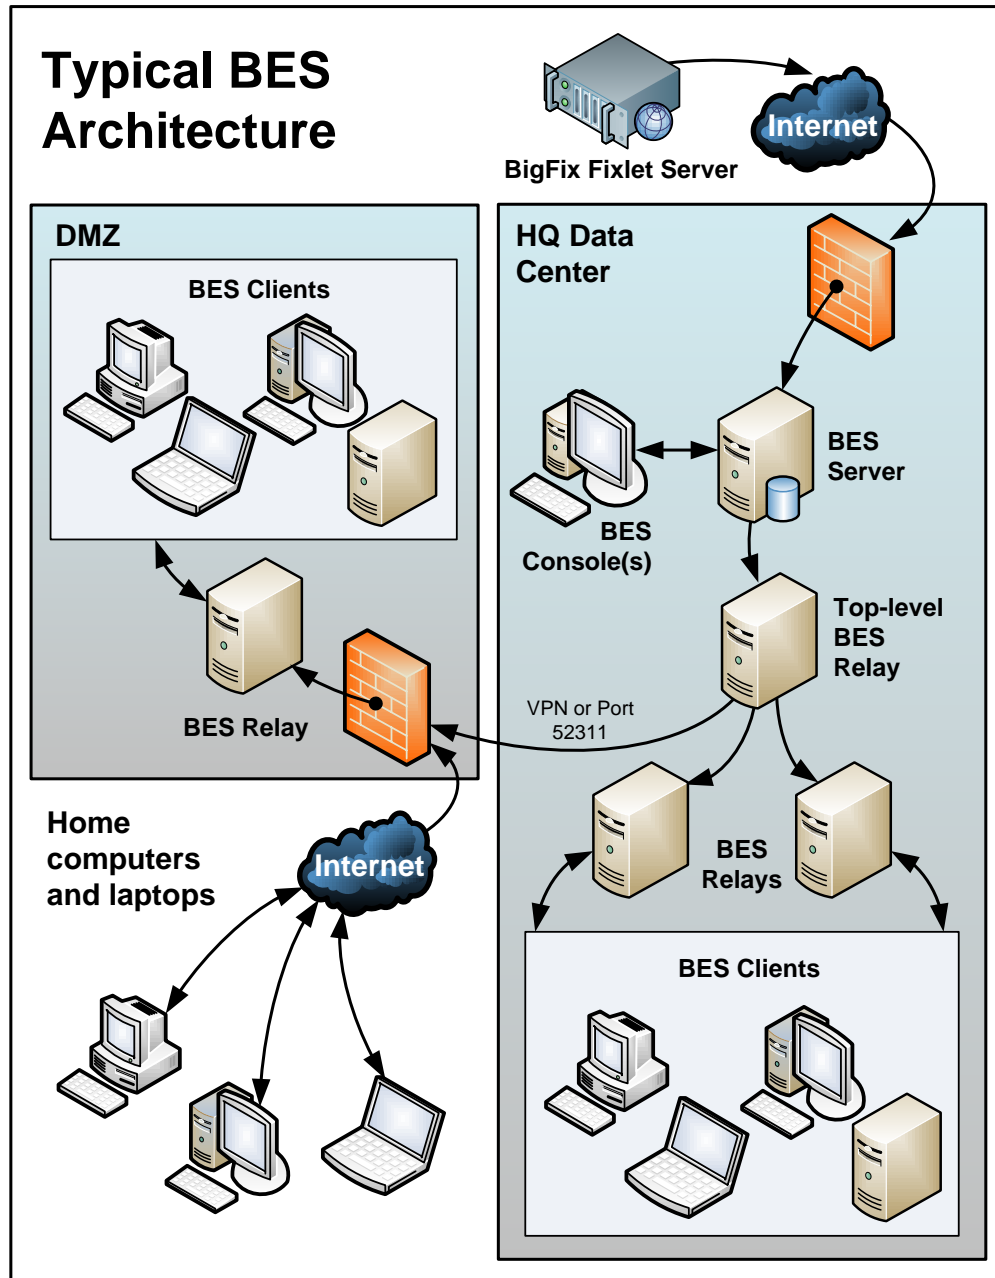 Typical BES
Architecture
Internet
BigFix Fixlet Server
DMZ
BES Clients
BES Relay
HQ Data
Center
BES
Server
BES
Console(s)
Top-level
BES
Relay
VPN or Port
52311
BES
Relays
BES Clients
Home
computers
and laptops
Internet